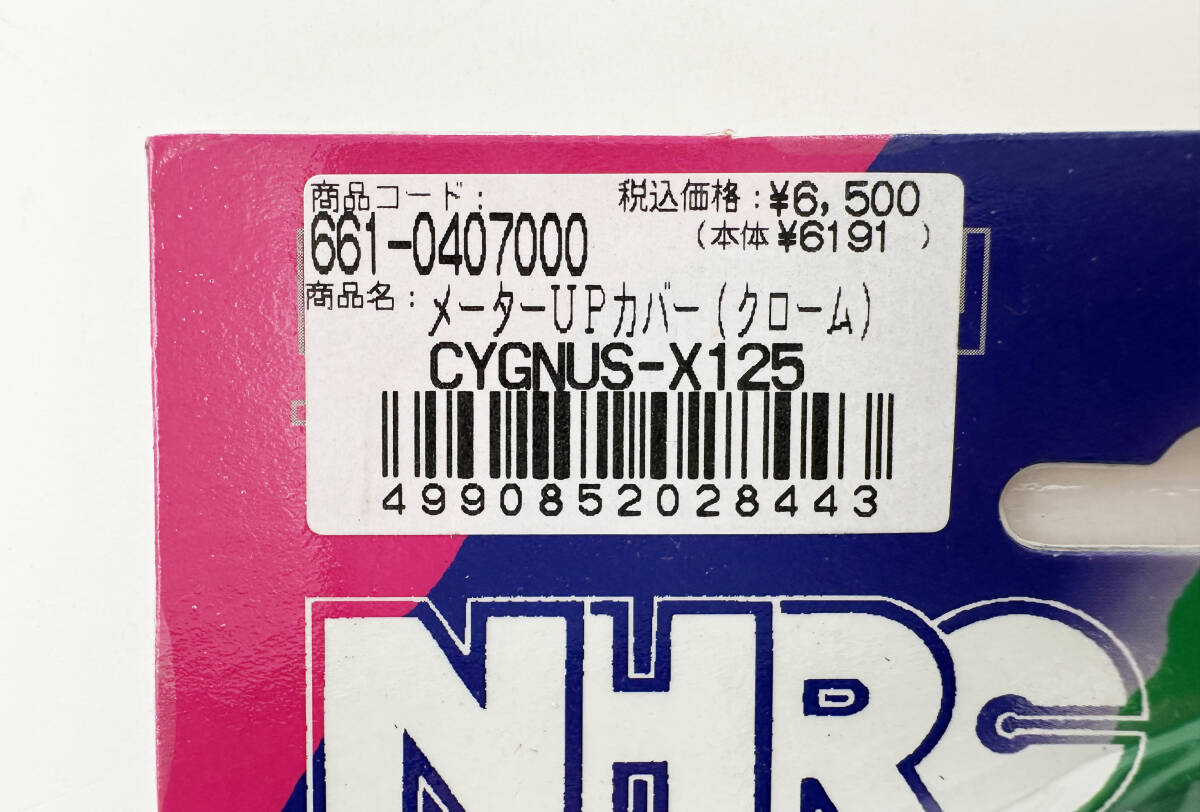 商品コード: 税込価格:¥6,500
661-0407000 (本体¥6191 )
商品名:メーターUPカバー(クローム)
CYGNUS-X125
4990852028443
NHRC